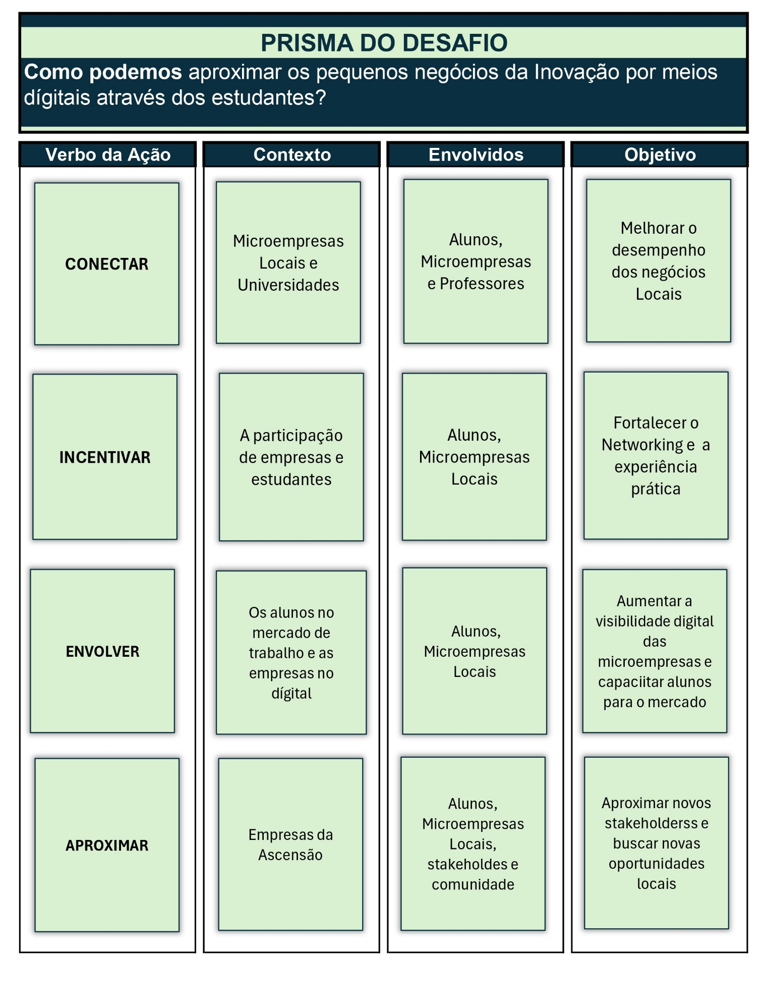 PRISMA DO DESAFIO
Como podemos aproximar os pequenos negócios da Inovação por meios
dígitais através dos estudantes?
Verbo da Ação
Contexto
Envolvidos
Objetivo
CONECTAR
Microempresas
Locais e
Universidades
Alunos,
Microempresas
e Professores
Melhorar o
desempenho
dos negócios
Locais
INCENTIVAR
A participação
de empresas e
estudantes
Alunos,
Microempresas
Locais
Fortalecer o
Networking e  a
experiência
prática
ENVOLVER
Os alunos no
mercado de
trabalho e as
empresas no
dígital
Alunos,
Microempresas
Locais
Aumentar a
visibilidade digital
das
microempresas e
capaciitar alunos
para o mercado
APROXIMAR
Empresas da
Ascensão
Alunos,
Microempresas
Locais,
stakeholdes e
comunidade
Aproximar novos
stakeholderss e
buscar novas
oportunidades
locais